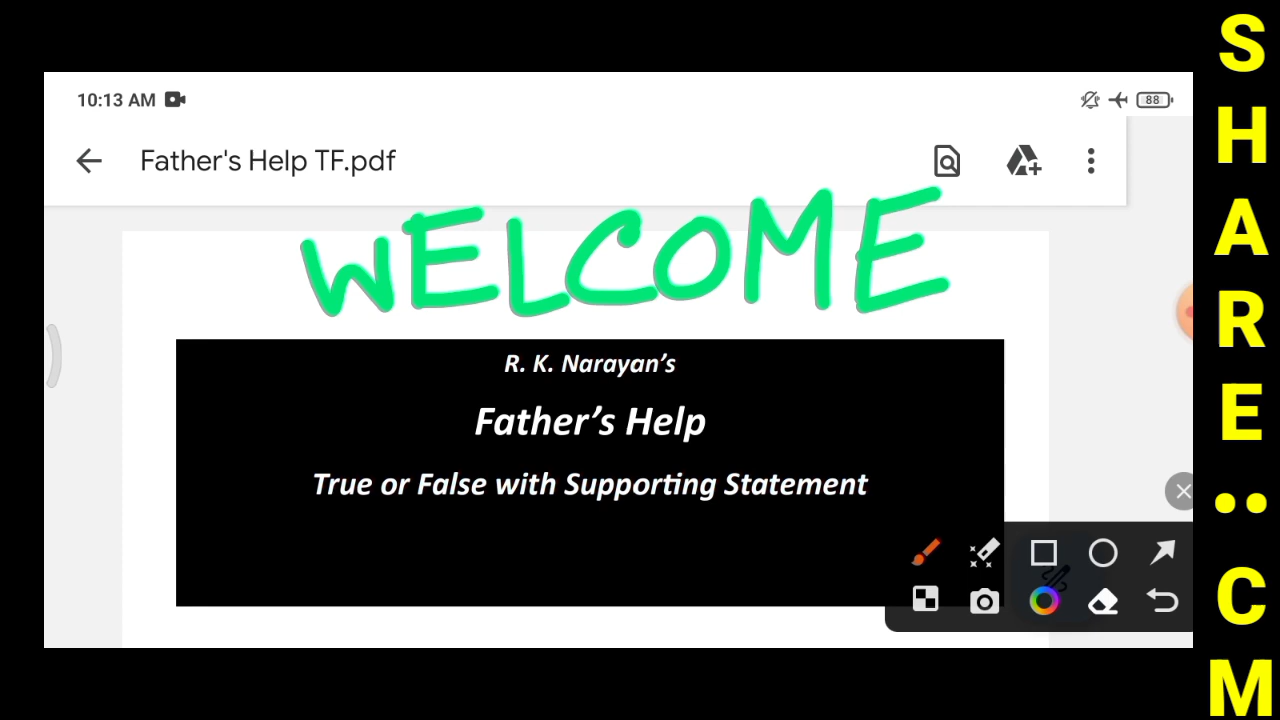 10:13 AM
88
Father's Help TF.pdf
WELCOME
R. K. Narayan's
Father's Help
True or False with Supporting Statement
SHARE••CM